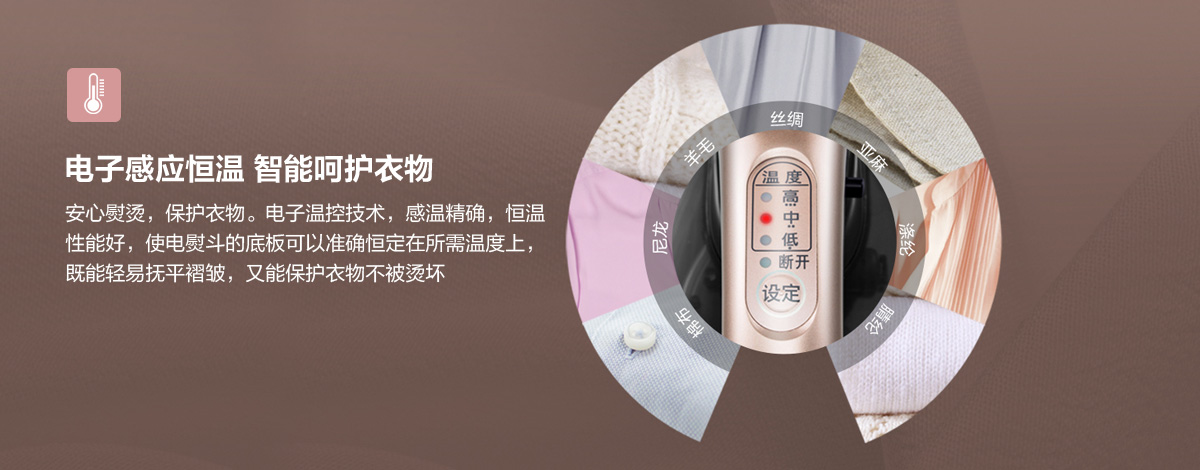 电子感应恒温 智能呵护衣物
安心熨烫，保护衣物。电子温控技术，感温精确，恒温
性能好，使电熨斗的底板可以准确恒定在所需温度上，
既能轻易抚平褶皱，又能保护衣物不被烫坏
棉布
尼龙
羊毛
丝绸
亚麻
涤纶
腈纶
温度
高
中
低
断开
设定